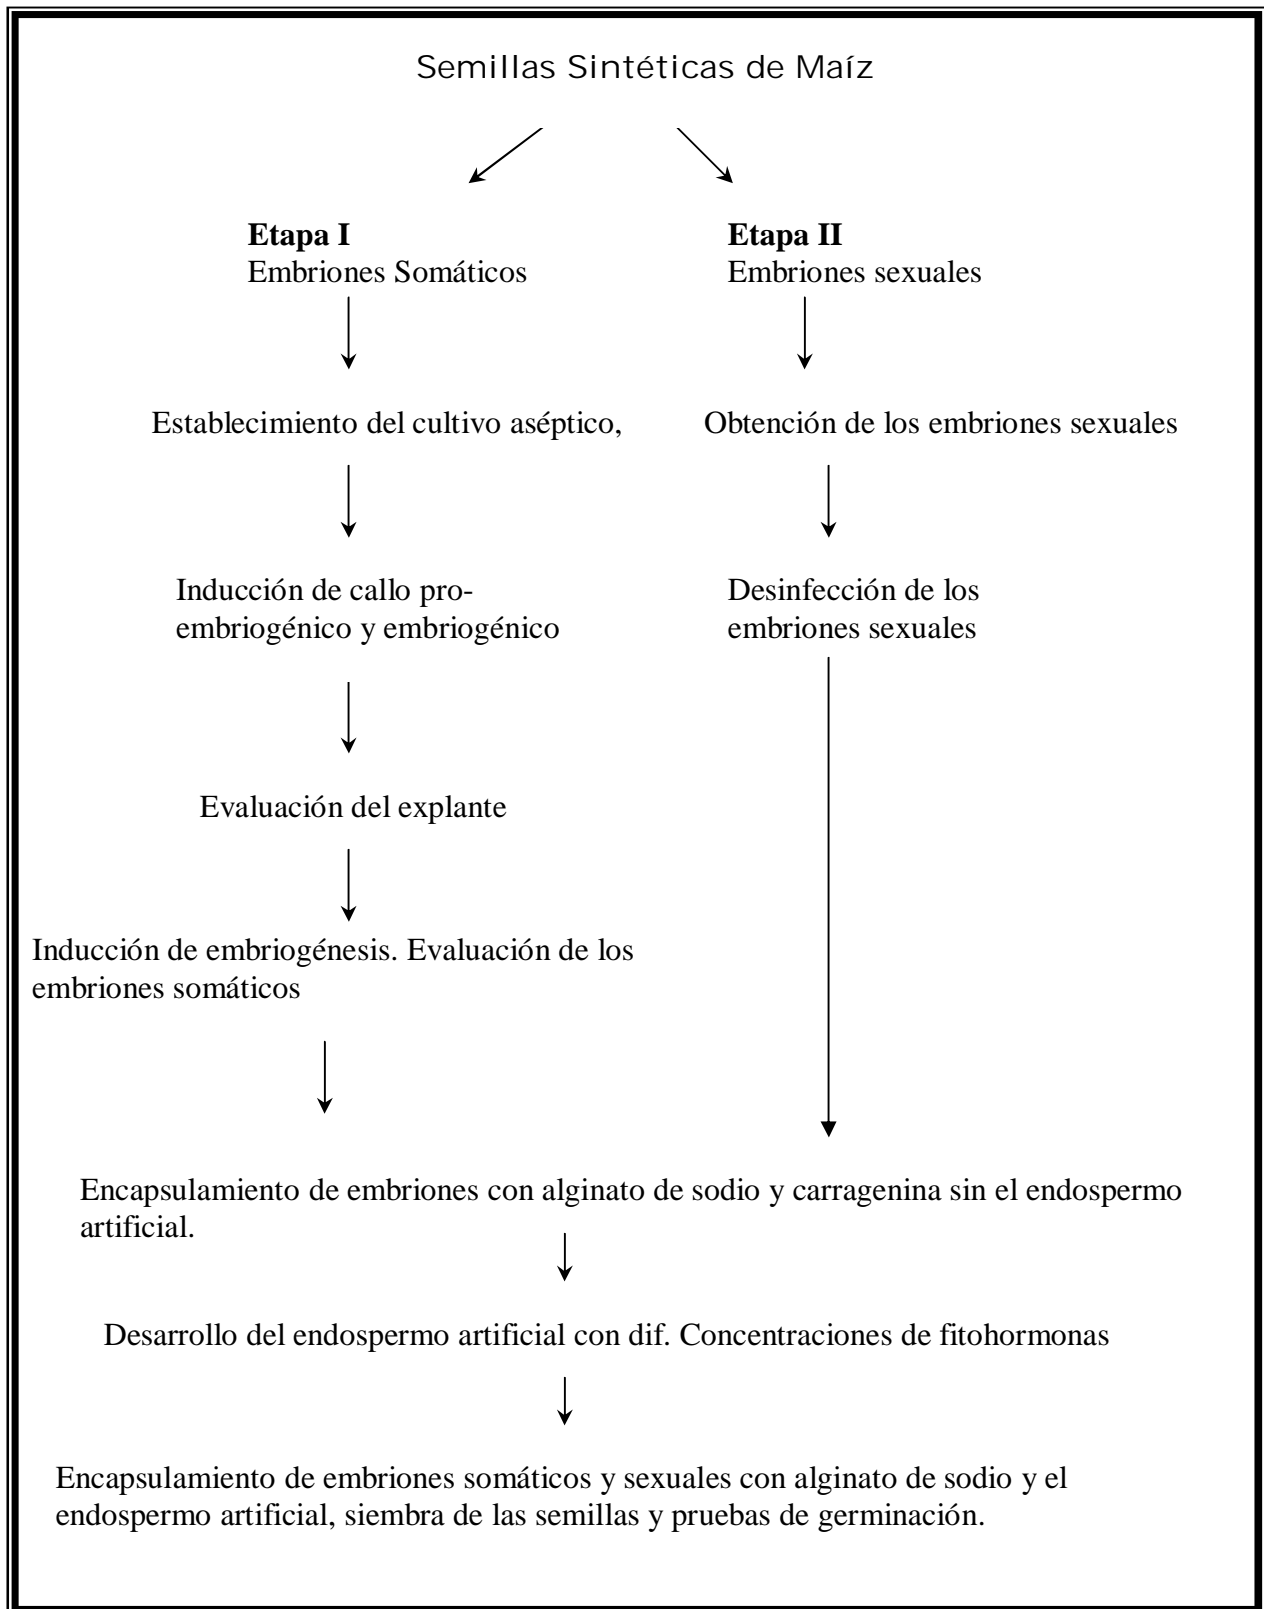 Semillas Sintéticas de Maíz
Etapa I
Embriones Somáticos
Etapa II
Embriones sexuales
Establecimiento del cultivo aséptico,
Obtención de los embriones sexuales
Inducción de callo pro-
embriogénico y embriogénico
Desinfección de los
embriones sexuales
Evaluación del explante
Inducción de embriogénesis. Evaluación de los
embriones somáticos
Encapsulamiento de embriones con alginato de sodio y carragenina sin el endospermo
artificial.
Desarrollo del endospermo artificial con dif. Concentraciones de fitohormonas
Encapsulamiento de embriones somáticos y sexuales con alginato de sodio y el
endospermo artificial, siembra de las semillas y pruebas de germinación.